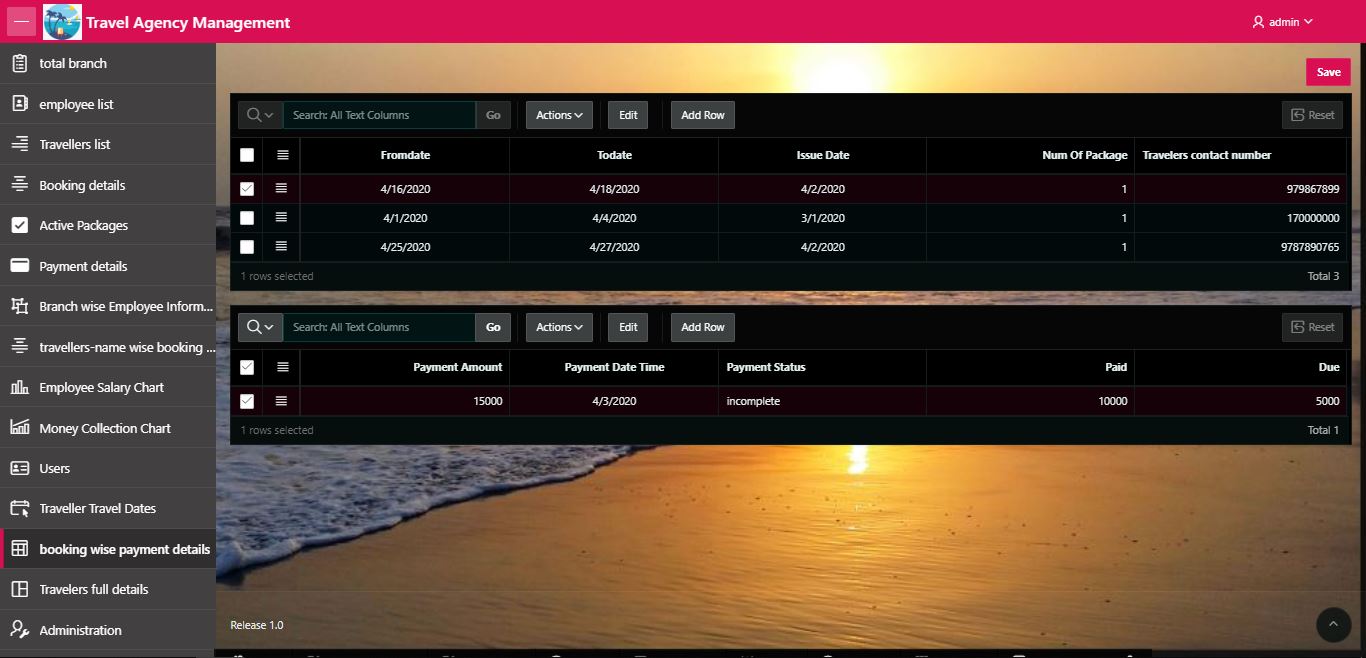 Travel Agency Management
admin
total branch
employee list
Travellers list
Booking details
Active Packages
Payment details
Branch wise Employee Inform...
travellers-name wise booking ...
Employee Salary Chart
Money Collection Chart
Users
Traveller Travel Dates
booking wise payment details
Travelers full details
Administration
Save
Search: All Text Columns Go Actions Edit Add Row Reset
Fromdate Todate Issue Date Num Of Package Travelers contact number
4/16/2020 4/18/2020 4/2/2020 1 979867899
4/1/2020 4/4/2020 3/1/2020 1 170000000
4/25/2020 4/27/2020 4/2/2020 1 9787890765
1 rows selected Total 3
Search: All Text Columns Go Actions Edit Add Row Reset
Payment Amount Payment Date Time Payment Status Paid Due
15000 4/3/2020 incomplete 10000 5000
1 rows selected Total 1
Release 1.0